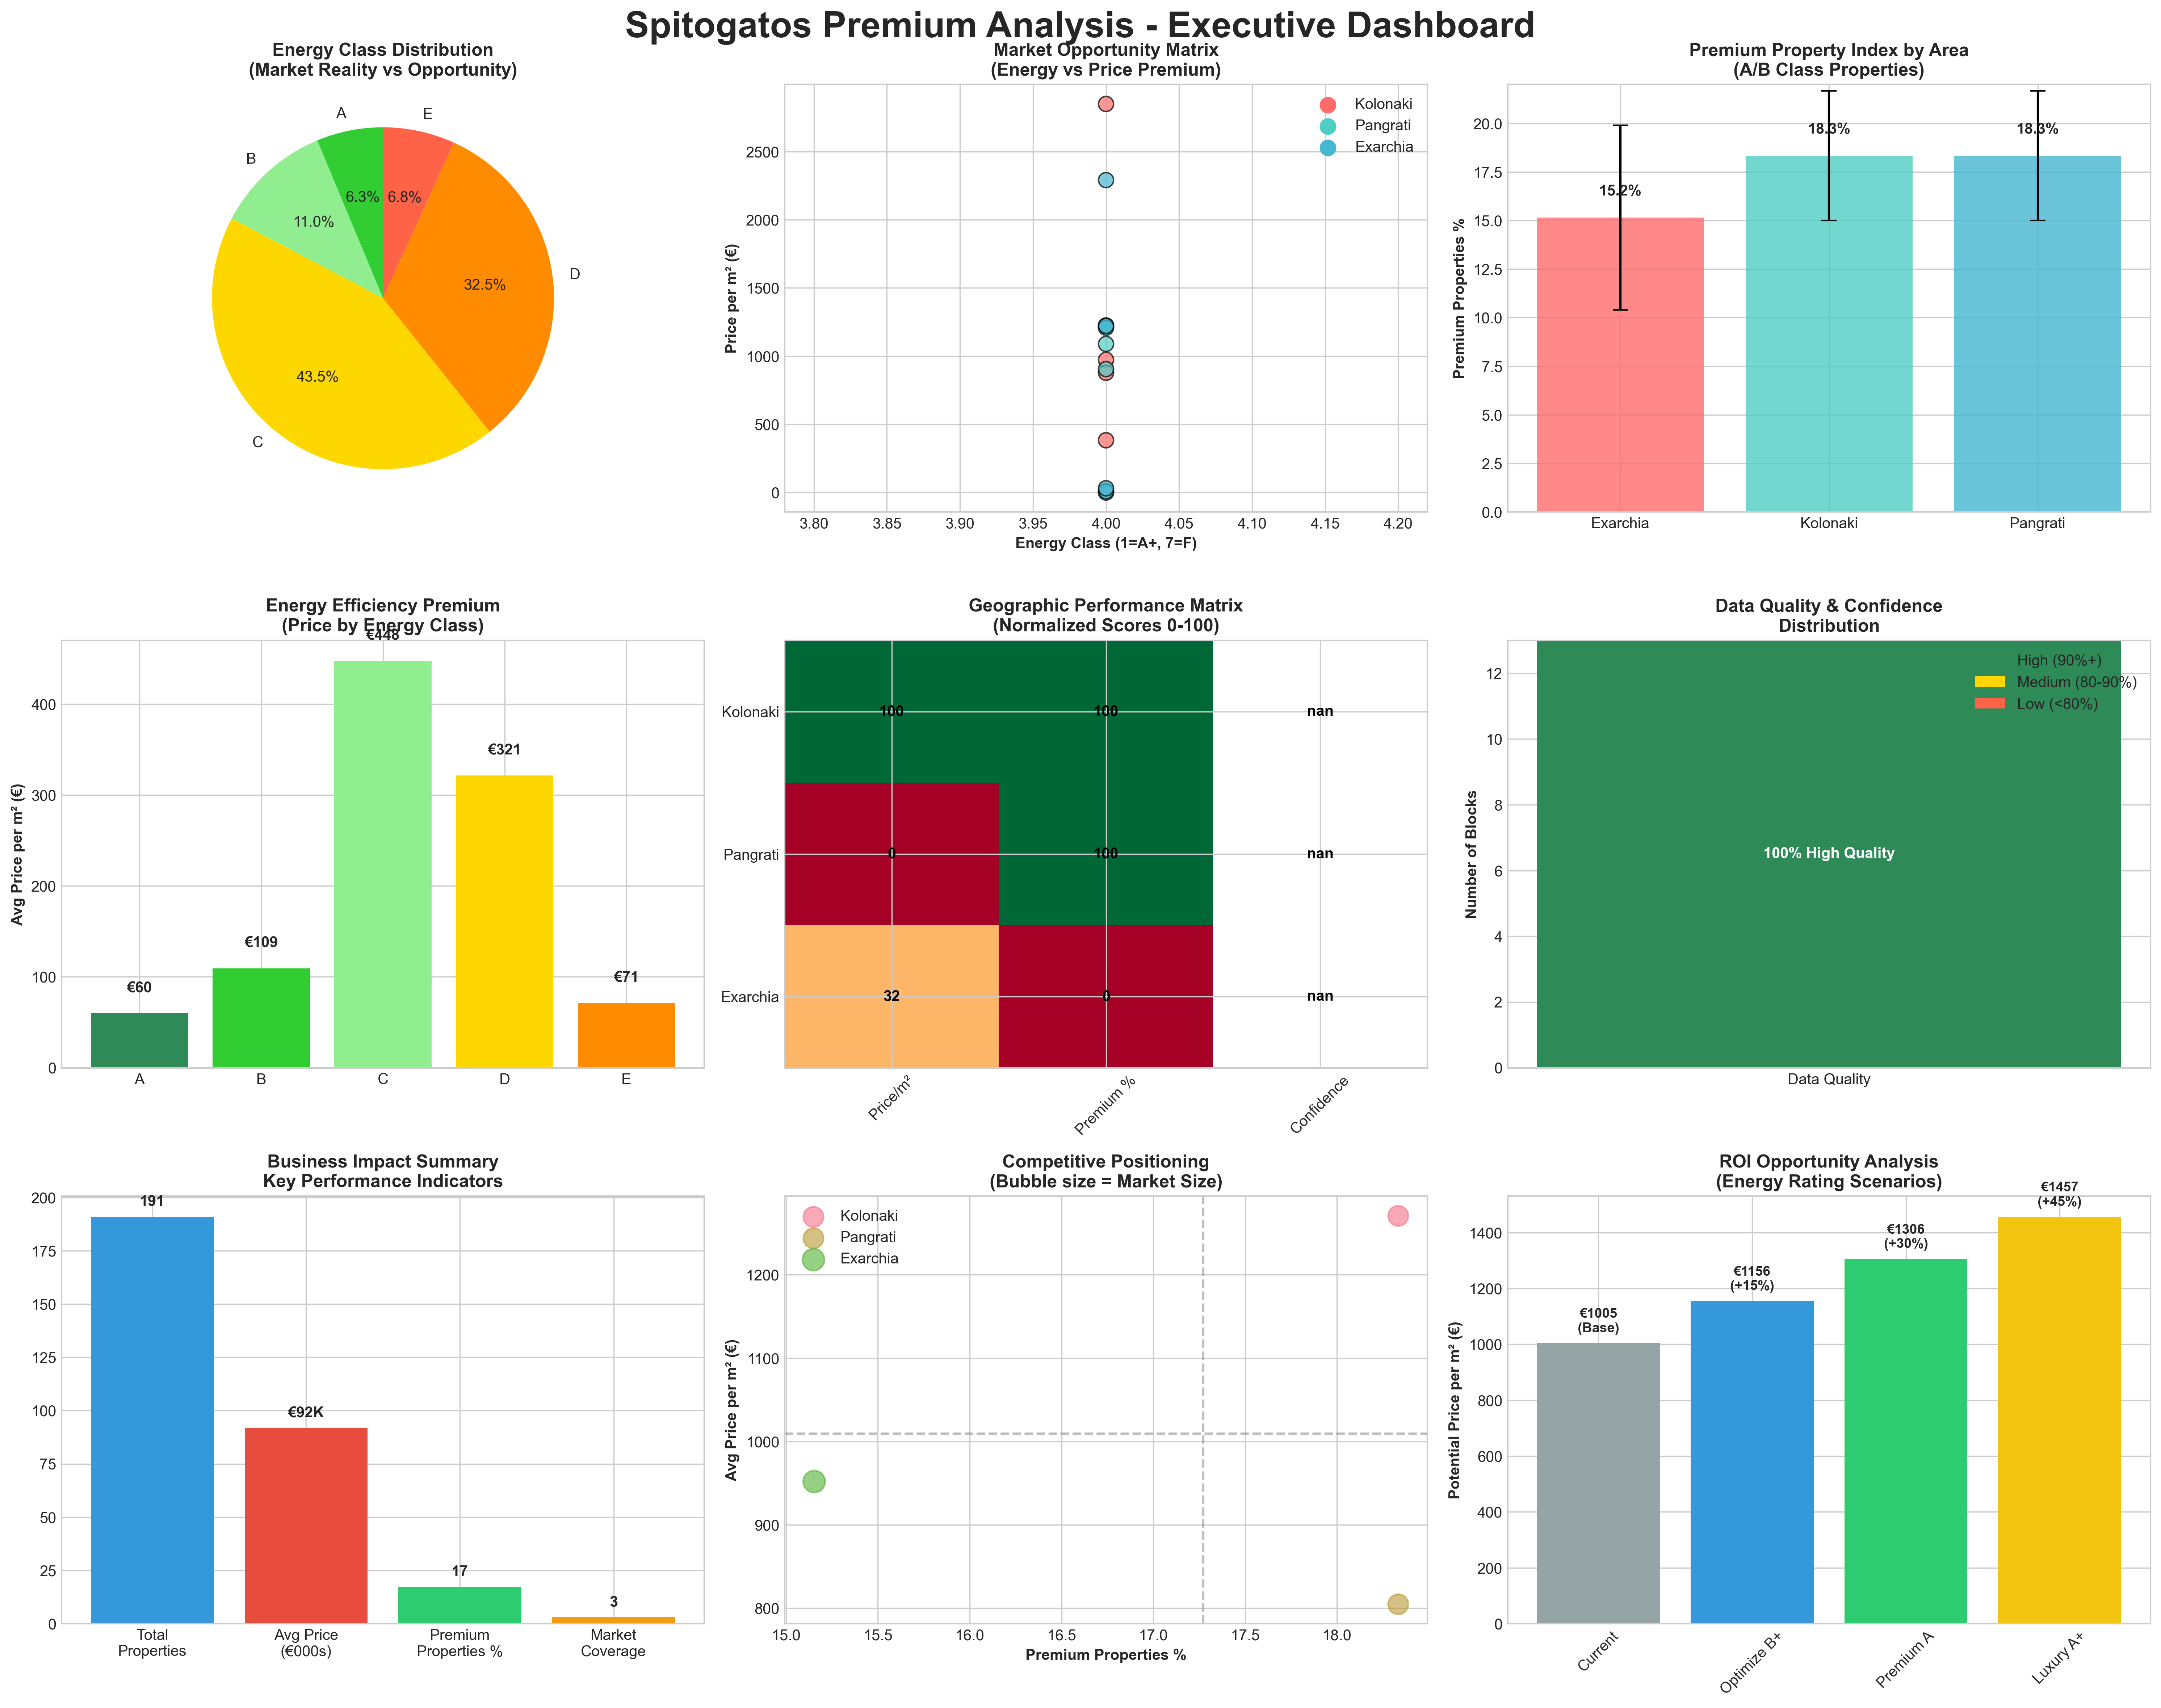 Spitogatos Premium Analysis - Executive Dashboard
Energy Class Distribution
(Market Reality vs Opportunity)
A
E
B
D
C
6.3%
6.8%
11.0%
32.5%
43.5%
Market Opportunity Matrix
(Energy vs Price Premium)
Kolonaki
Pangrati
Exarchia
Price per m² (€)
2500
2000
1500
1000
500
0
3.80 3.85 3.90 3.95 4.00 4.05 4.10 4.15 4.20
Energy Class (1=A+, 7=F)
Premium Property Index by Area
(A/B Class Properties)
Premium Properties %
20.0
17.5
15.0
12.5
10.0
7.5
5.0
2.5
0.0
15.2%
18.3%
18.3%
Exarchia Kolonaki Pangrati
Energy Efficiency Premium
(Price by Energy Class)
Avg Price per m² (€)
400
300
200
100
0
€60
€109
€448
€321
€71
A B C D E
Geographic Performance Matrix
(Normalized Scores 0-100)
Kolonaki 100 100 nan
Pangrati 0 100 nan
Exarchia 32 0 nan
Price/m² Premium % Confidence
Data Quality & Confidence
Distribution
High (90%+)
Medium (80-90%)
Low (<80%)
Number of Blocks
12
10
8
6
4
2
0
100% High Quality
Data Quality
Business Impact Summary
Key Performance Indicators
200
175
150
125
100
75
50
25
0
191
€92K
17
3
Total
Properties
Avg Price
(€000s)
Premium
Properties %
Market
Coverage
Competitive Positioning
(Bubble size = Market Size)
Kolonaki
Pangrati
Exarchia
Avg Price per m² (€)
1200
1100
1000
900
800
15.0 15.5 16.0 16.5 17.0 17.5 18.0
Premium Properties %
ROI Opportunity Analysis
(Energy Rating Scenarios)
Potential Price per m² (€)
1400
1200
1000
800
600
400
200
0
€1005
(Base)
€1156
(+15%)
€1306
(+30%)
€1457
(+45%)
Current Optimize B+ Premium A Luxury A+